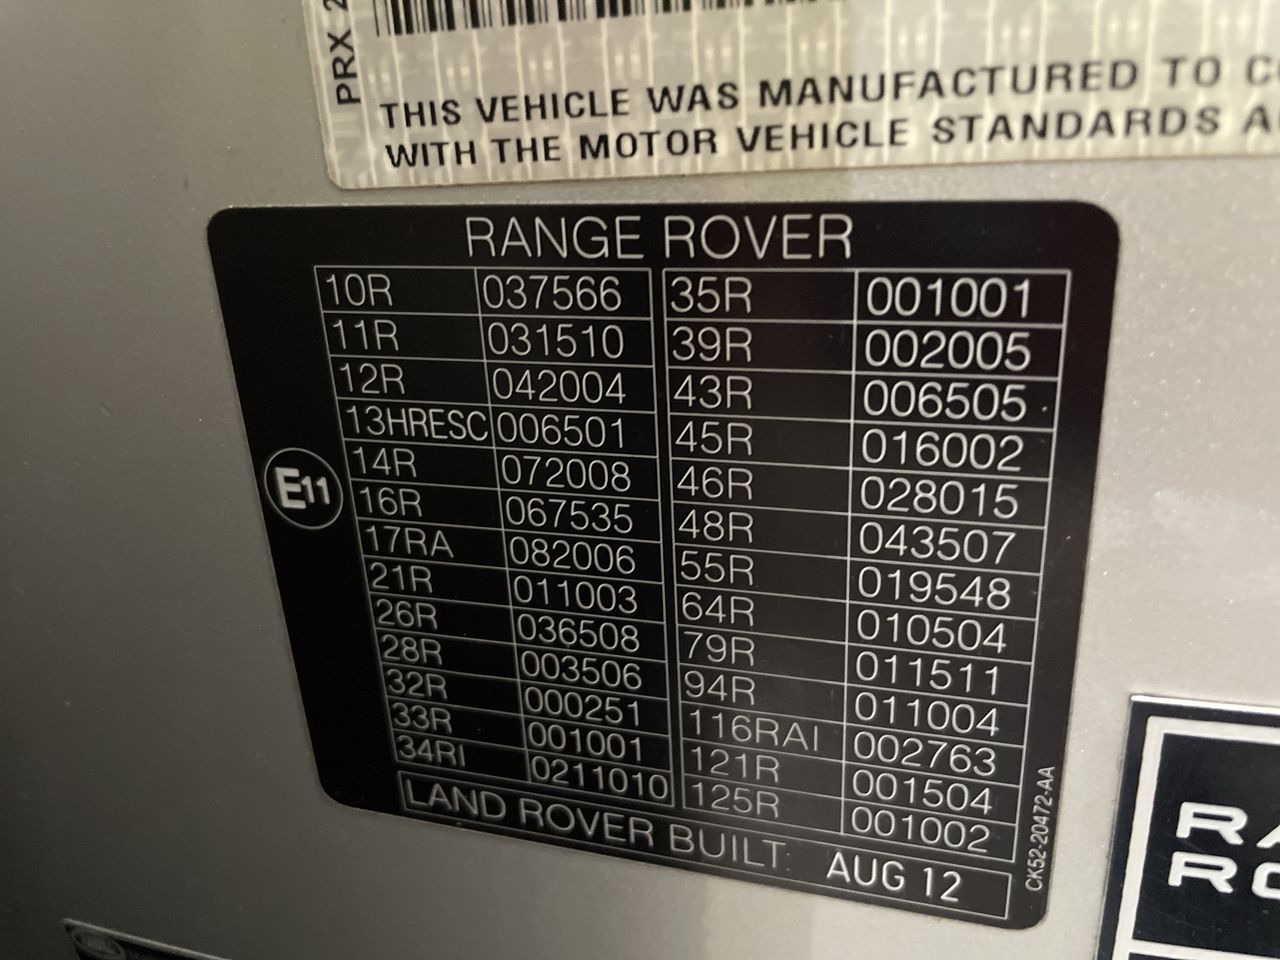 PRX 2
THIS VEHICLE WAS MANUFACTURED TO C
WITH THE MOTOR VEHICLE STANDARDS A
RANGE ROVER
10R 037566 35R 001001
11R 031510 39R 002005
12R 042004 43R 006505
13HRESC 006501 45R 016002
14R 072008 46R 028015
16R 067535 48R 043507
17RA 082006 55R 019548
21R 011003 64R 010504
26R 036508 79R 011511
28R 003506 94R 011004
32R 000251 116RAI 002763
33R 001001 121R 001504
34RI 0211010 125R 001002
E11
LAND ROVER BUILT: AUG 12
CK52-20472-AA
RA
RO